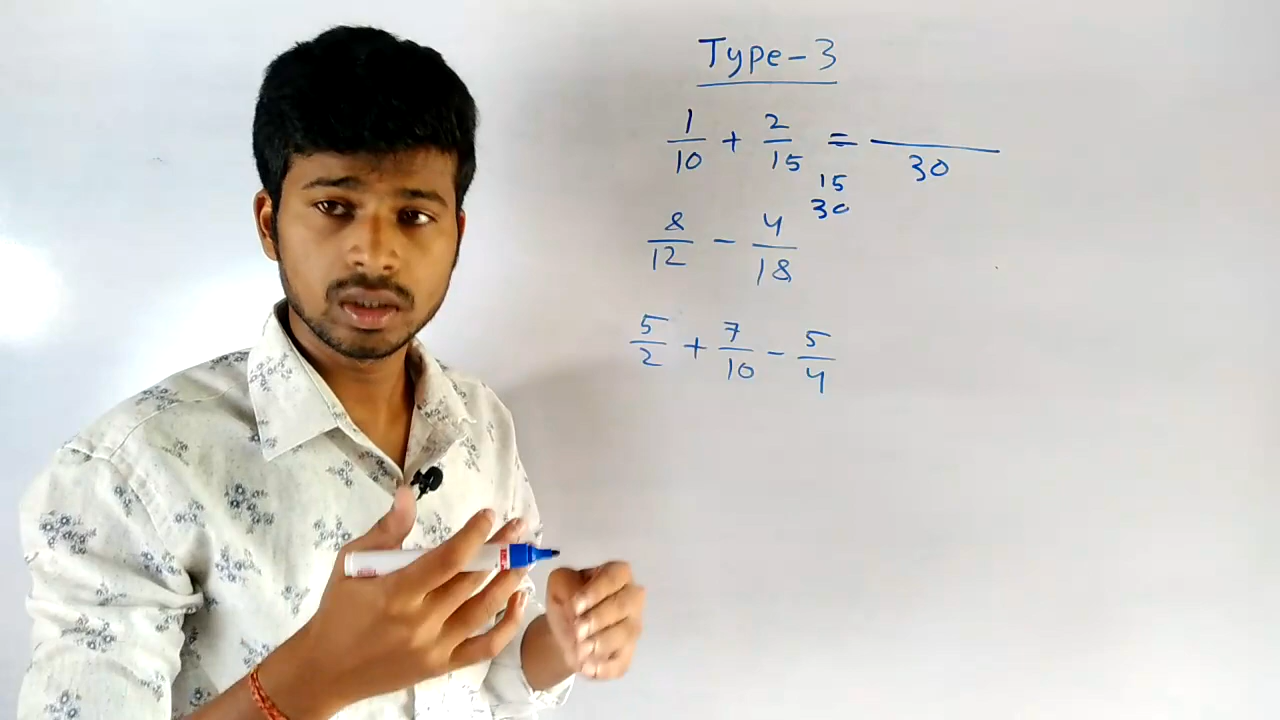 Type-3
1/10 + 2/15 = /30
15
30
8/12 - 4/18
5/2 + 7/10 - 5/4